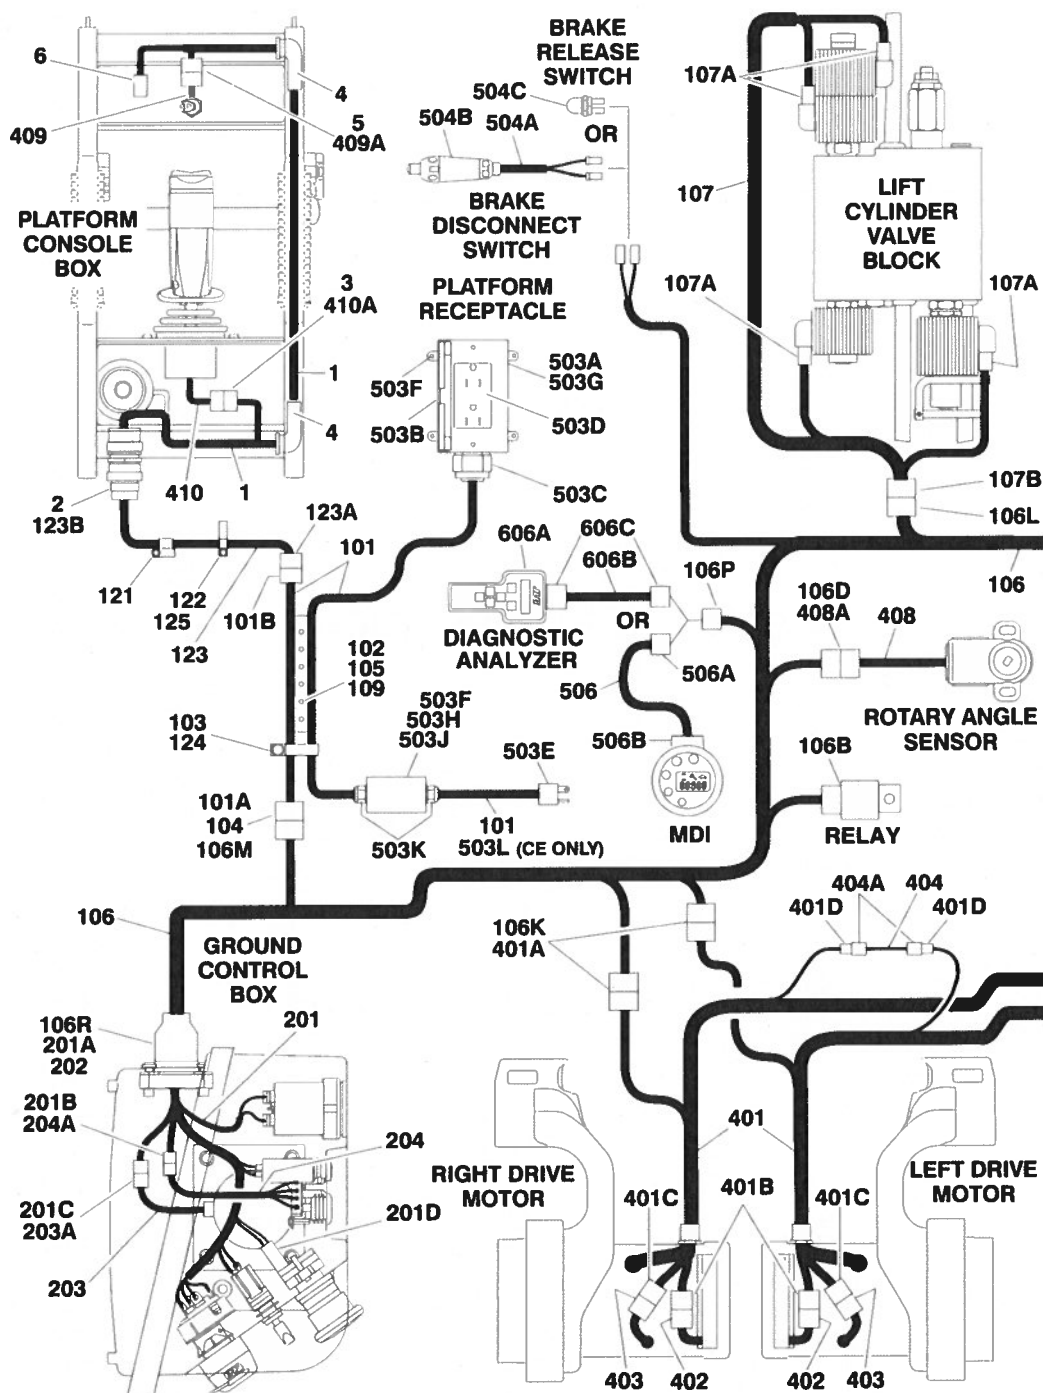 BRAKE
RELEASE
SWITCH
6
4
107A
504C
504B
504A
OR
409
5
409A
107
LIFT
CYLINDER
VALVE
BLOCK
PLATFORM
CONSOLE
BOX
BRAKE
DISCONNECT
SWITCH
3
410A
PLATFORM
RECEPTACLE
107A
107A
1
503F
503A
503G
503B
503D
4
410
1
2
123B
503C
107B
106L
123A
606A
606C
606B
101
106P
106
121
122
125
101B
123
106D
408A
408
OR
DIAGNOSTIC
ANALYZER
102
105
109
506
506A
503F
503H
503J
103
124
503E
506B
ROTARY ANGLE
SENSOR
106B
101A
104
106M
503K
101
503L (CE ONLY)
MDI
RELAY
404A
404
401D
401D
106
106K
401A
GROUND
CONTROL
BOX
106R
201A
202
201
201B
204A
204
401
RIGHT DRIVE
MOTOR
LEFT DRIVE
MOTOR
401C
401B
401C
201C
203A
201D
203
403
402
402
403